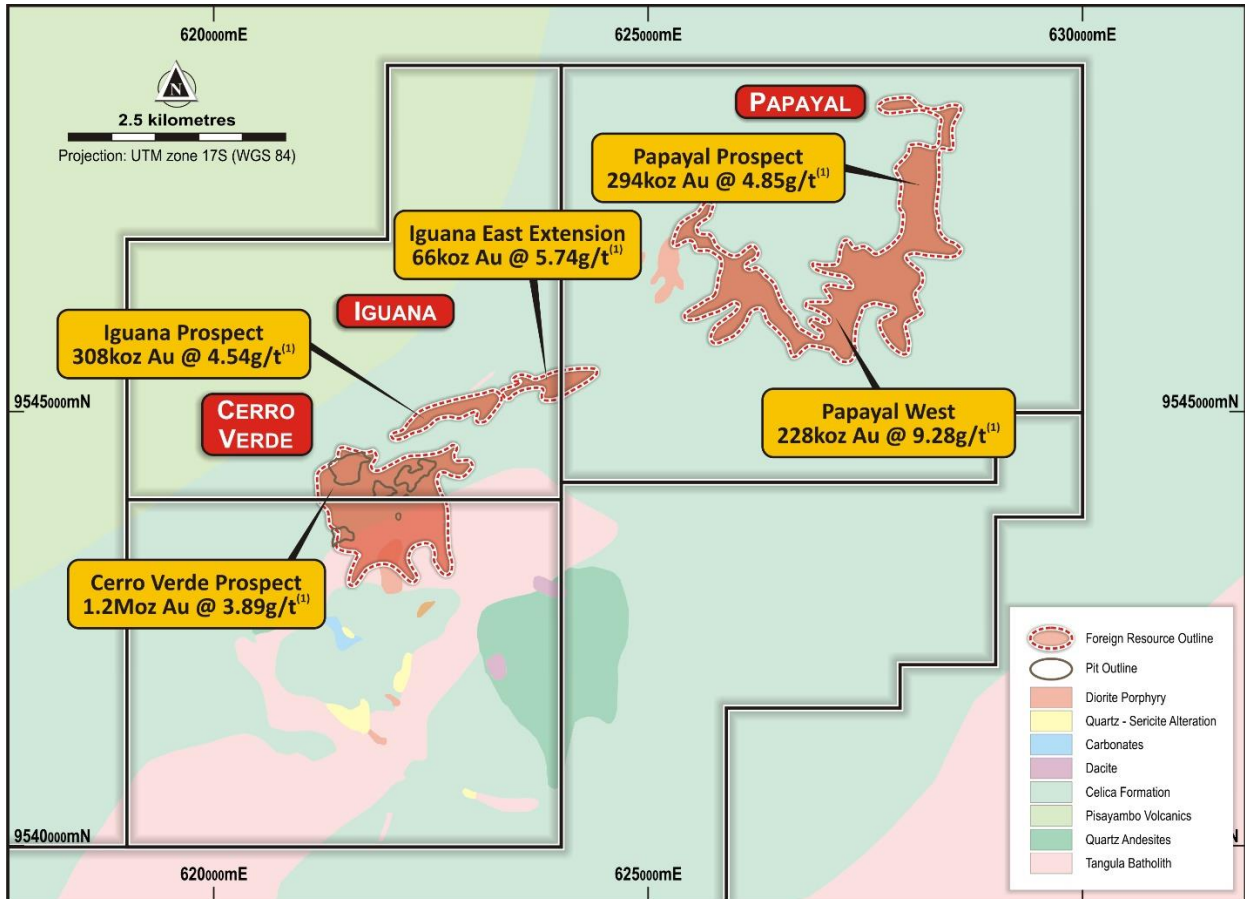 620000mE
625000mE
630000mE
N
2.5 kilometres
Projection: UTM zone 17S (WGS 84)
PAPAYAL
Papayal Prospect
294koz Au @ 4.85g/t(1)
Iguana East Extension
66koz Au @ 5.74g/t(1)
IGUANA
Iguana Prospect
308koz Au @ 4.54g/t(1)
9545000mN
9545000mN
CERRO
VERDE
Papayal West
228koz Au @ 9.28g/t(1)
Cerro Verde Prospect
1.2Moz Au @ 3.89g/t(1)
Foreign Resource Outline
Pit Outline
Diorite Porphyry
Quartz - Sericite Alteration
Carbonates
Dacite
Celica Formation
Pisayambo Volcanics
Quartz Andesites
Tangula Batholith
9540000mN
N
620000mE
625000mE